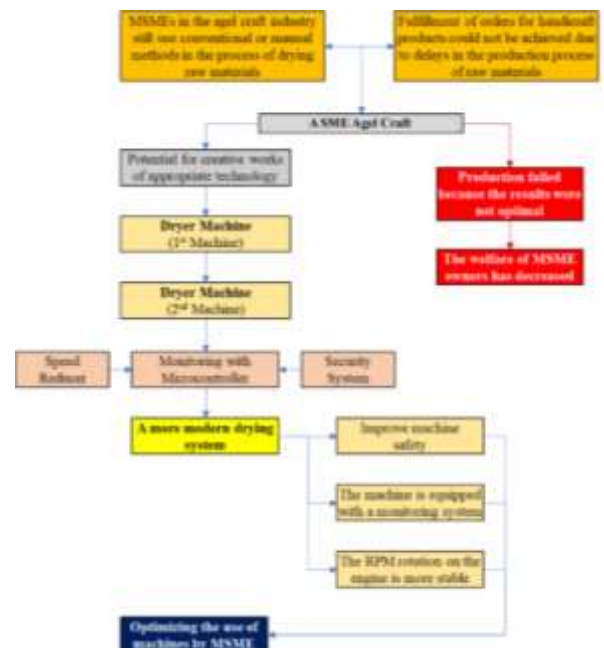 MSMEs in the agel craft industry
still use conventional or manual
methods in the process of drying
raw materials
Fulfillment of orders for handicraft
products could not be achieved due
to delays in the production process
of raw materials
A SME Agel Craft
Potential for creative works
of appropriate technology
Production failed
because the results were
not optimal
Dryer Machine
(1st Machine)
The welfare of MSME
owners has decreased
Dryer Machine
(2nd Machine)
Speed
Reducer
Monitoring with
Microcontroller
Security
System
A more modern drying
system
Improve machine
safety
The machine is equipped
with a monitoring system
The RPM rotation on the
engine is more stable
Optimizing the use of
machines by MSME